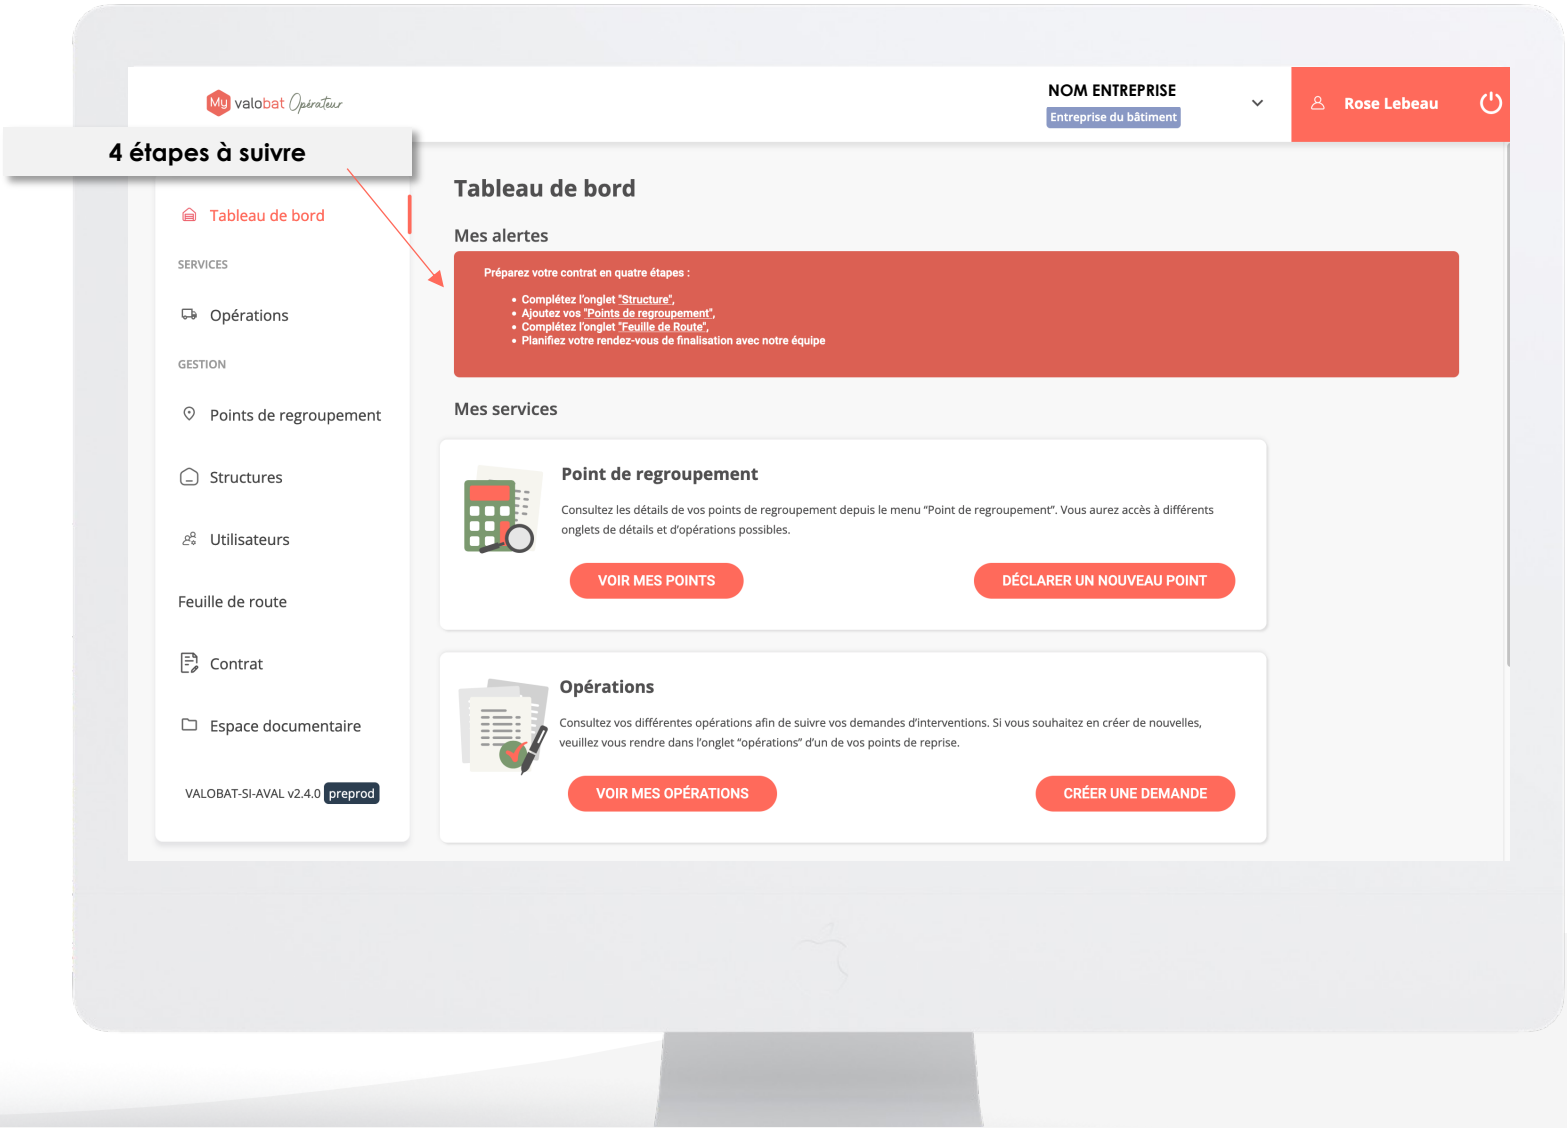 My valobat Opérateur
NOM ENTREPRISE
Entreprise du bâtiment
Rose Lebeau
4 étapes à suivre
Tableau de bord
SERVICES
Opérations
GESTION
Points de regroupement
Structures
Utilisateurs
Feuille de route
Contrat
Espace documentaire
VALOBAT-SI-AVAL v2.4.0 preprod
Tableau de bord
Mes alertes
Préparez votre contrat en quatre étapes :
• Complétez l'onglet "Structure",
• Ajoutez vos "Points de regroupement",
• Complétez l'onglet "Feuille de Route",
• Planifiez votre rendez-vous de finalisation avec notre équipe
Mes services
Point de regroupement
Consultez les détails de vos points de regroupement depuis le menu “Point de regroupement”. Vous aurez accès à différents
onglets de détails et d’opérations possibles.
VOIR MES POINTS
DÉCLARER UN NOUVEAU POINT
Opérations
Consultez vos différentes opérations afin de suivre vos demandes d’interventions. Si vous souhaitez en créer de nouvelles,
veuillez vous rendre dans l’onglet “opérations” d’un de vos points de reprise.
VOIR MES OPÉRATIONS
CRÉER UNE DEMANDE